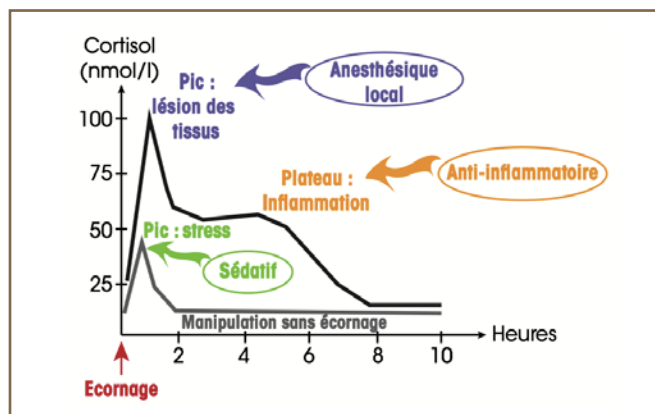 Cortisol
(nmol/l)
Pic :
lésion des
tissus
Anesthésique
local
100
75
50
25
Plateau :
Inflammation
Anti-inflammatoire
Pic : stress
Sédatif
Manipulation sans écornage
Heures
2
4
6
8
10
Ecornage